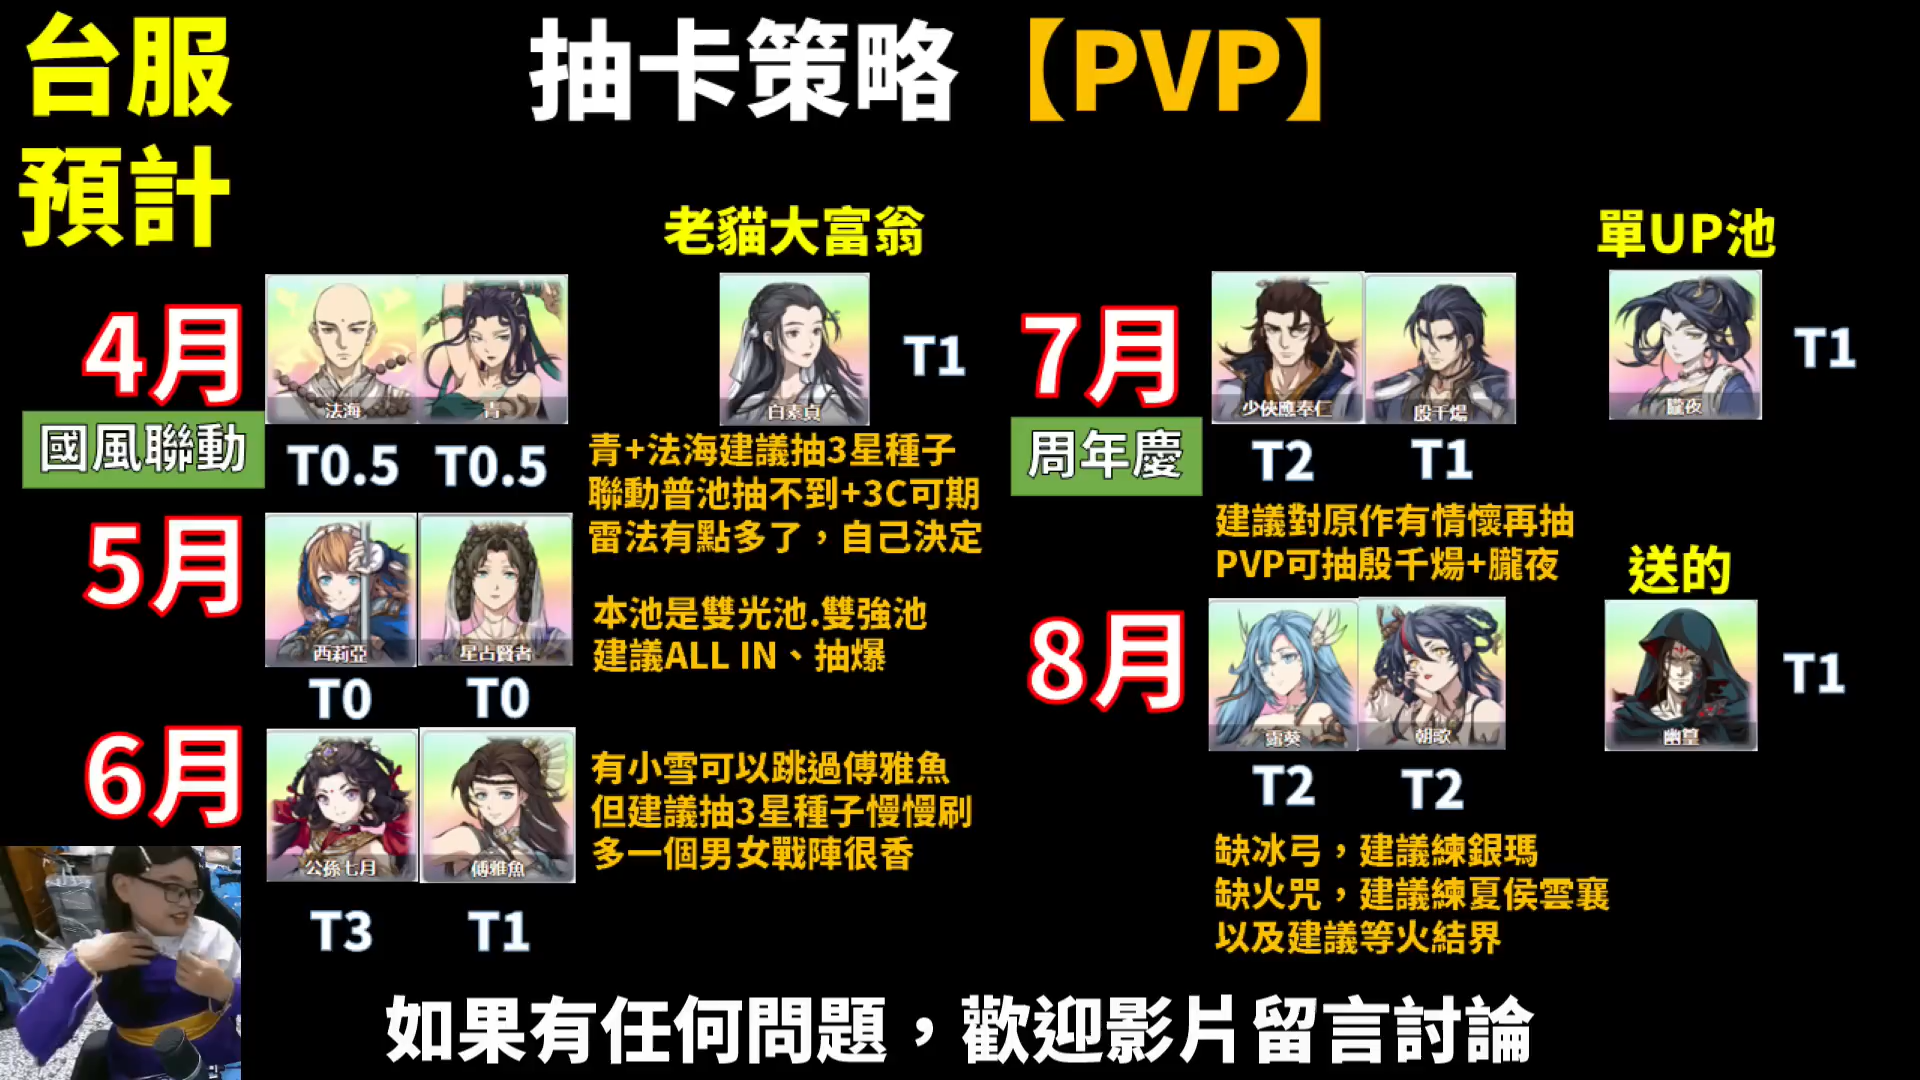 台服
預計
抽卡策略【PVP】
4月
國風聯動
法海
青
T0.5
T0.5
老貓大富翁
白素貞
T1
青+法海建議抽3星種子
聯動普池抽不到+3C可期
雷法有點多了，自己決定
5月
西莉亞
星占賢者
T0
T0
本池是雙光池.雙強池
建議ALL IN、抽爆
6月
公孫七月
傅雅魚
T3
T1
有小雪可以跳過傅雅魚
但建議抽3星種子慢慢刷
多一個男女戰陣很香
7月
周年慶
少俠應奉仁
殷千煬
T2
T1
單UP池
朧夜
T1
建議對原作有情懷再抽
PVP可抽殷千煬+朧夜
8月
露葵
朝歌
T2
T2
送的
幽篁
T1
缺冰弓，建議練銀瑪
缺火咒，建議練夏侯雲襄
以及建議等火結界
如果有任何問題，歡迎影片留言討論